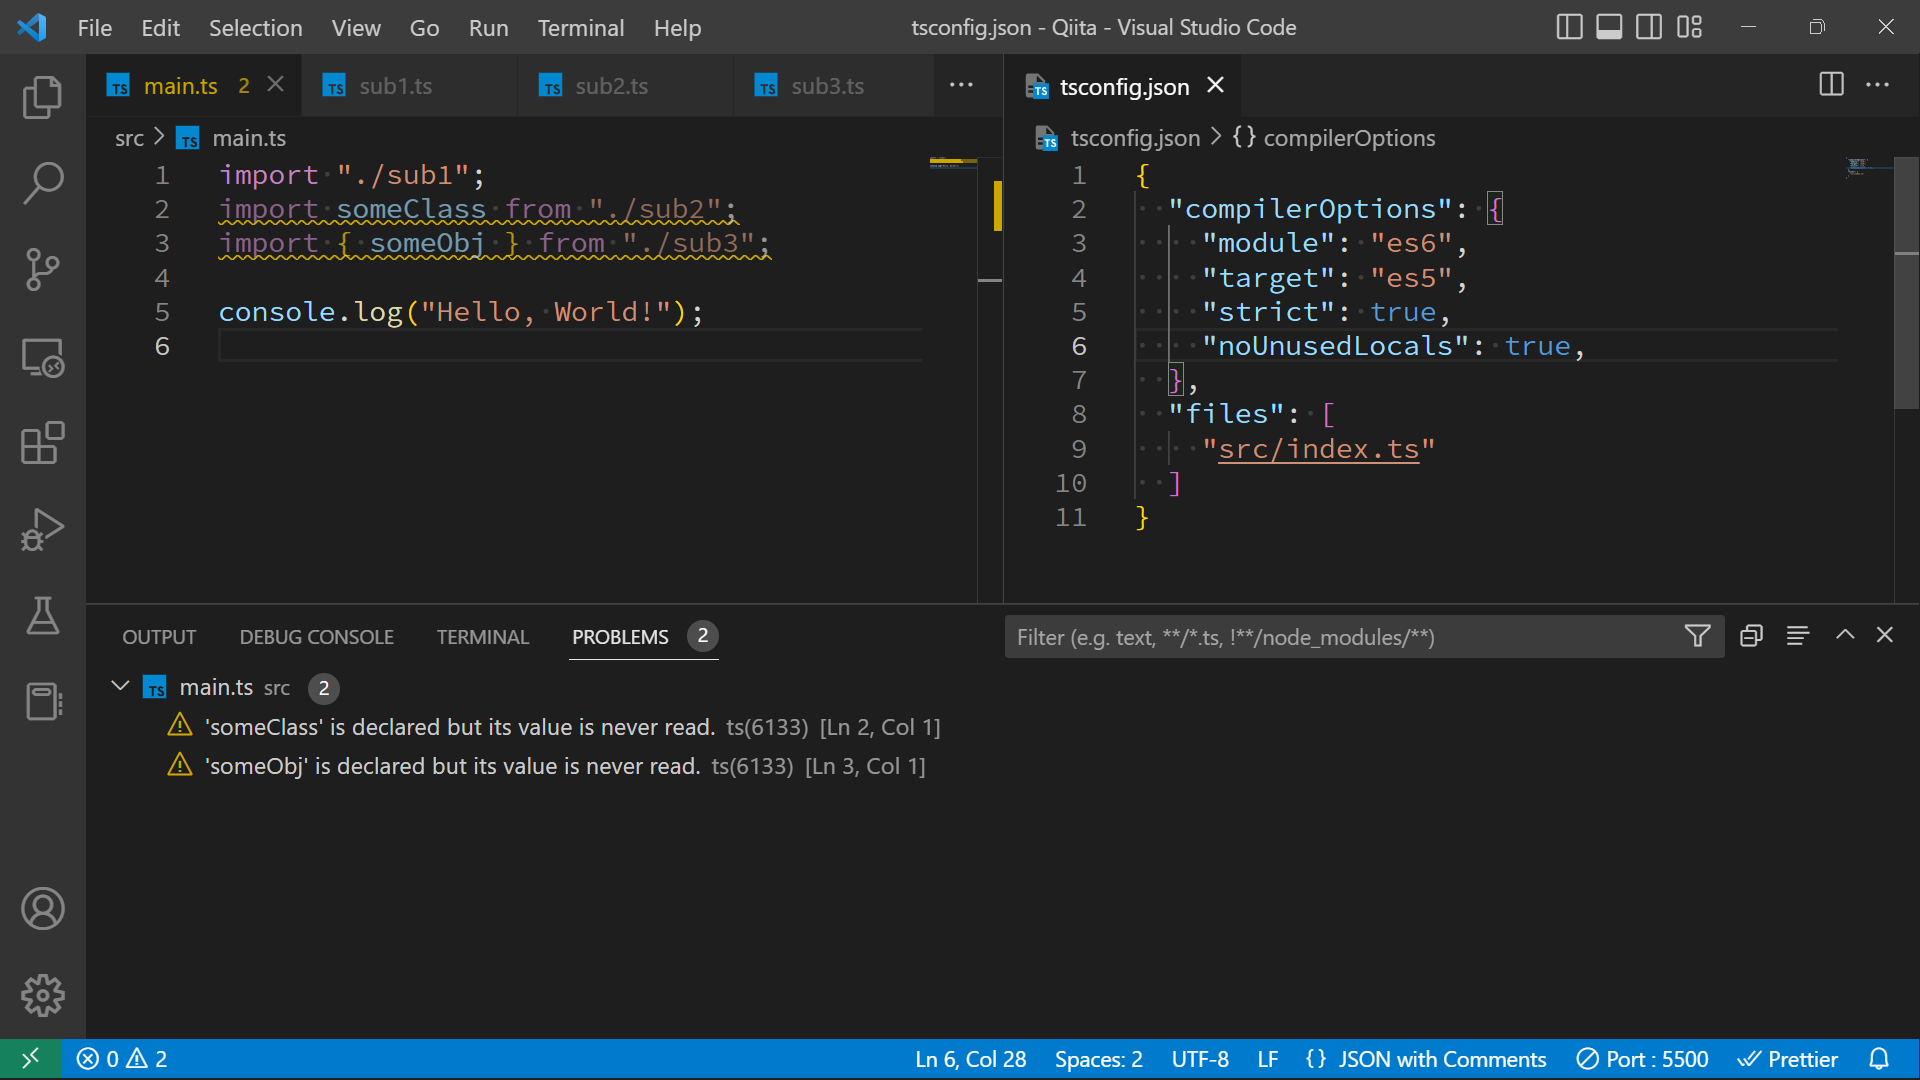 File Edit Selection View Go Run Terminal Help tsconfig.json - Qiita - Visual Studio Code
main.ts 2 sub1.ts sub2.ts sub3.ts
src > main.ts
1 import "./sub1";
2 import someClass from "./sub2";
3 import { someObj } from "./sub3";
4
5 console.log("Hello, World!");
6
tsconfig.json
tsconfig.json > {} compilerOptions
1 {
2 "compilerOptions": {
3 "module": "es6",
4 "target": "es5",
5 "strict": true,
6 "noUnusedLocals": true,
7 },
8 "files": [
9 "src/index.ts"
10 ]
11 }
OUTPUT DEBUG CONSOLE TERMINAL PROBLEMS 2 Filter (e.g. text, **/*.ts, !**/node_modules/**)
main.ts src 2
'someClass' is declared but its value is never read. ts(6133) [Ln 2, Col 1]
'someObj' is declared but its value is never read. ts(6133) [Ln 3, Col 1]
0 2 Ln 6, Col 28 Spaces: 2 UTF-8 LF {} JSON with Comments Port : 5500 Prettier